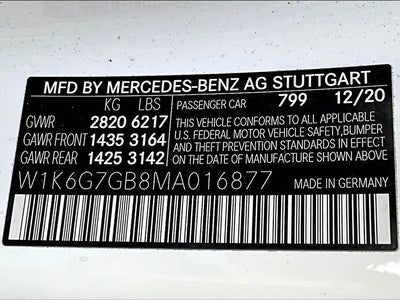 MFD BY MERCEDES-BENZ AG STUTTGART
KG LBS PASSENGER CAR 799 12/20
GVWR 2820 6217 THIS VEHICLE CONFORMS TO ALL APPLICABLE
GAWR FRONT 1435 3164 U.S. FEDERAL MOTOR VEHICLE SAFETY, BUMPER
AND THEFT PREVENTION STANDARDS IN EFFECT
GAWR REAR 1425 3142 ON THE DATE OF MANUFACTURE SHOWN ABOVE
W1K6G7GB8MA016877 MADE IN GERMANY